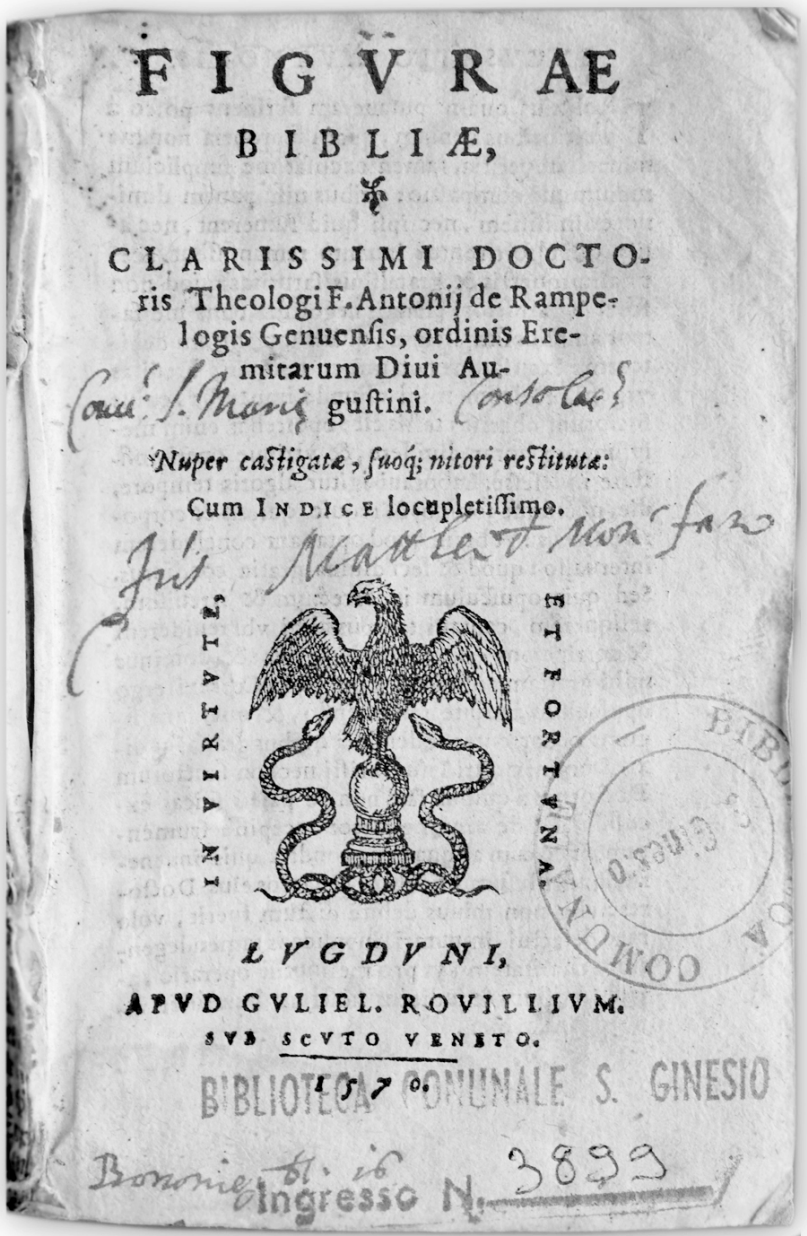 FIGVRAE
BIBLIÆ,
CLARISSIMI DOCTO-
ris Theologi F. Antonij de Rampe-
logis Genuensis, ordinis Ere-
mitarum Diui Au-
gustini.
Nuper castigatæ, suoq; nitori restitutæ:
Cum INDICE locupletissimo.
IN VIRTVTE,
ET FORTVNA.
LVGDVNI,
APVD GVLIEL. ROVILLIVM.
SVB SCVTO VENETO.
1570.
BIBLIOTECA COMUNALE S. GINESIO
Ingresso N. 3899